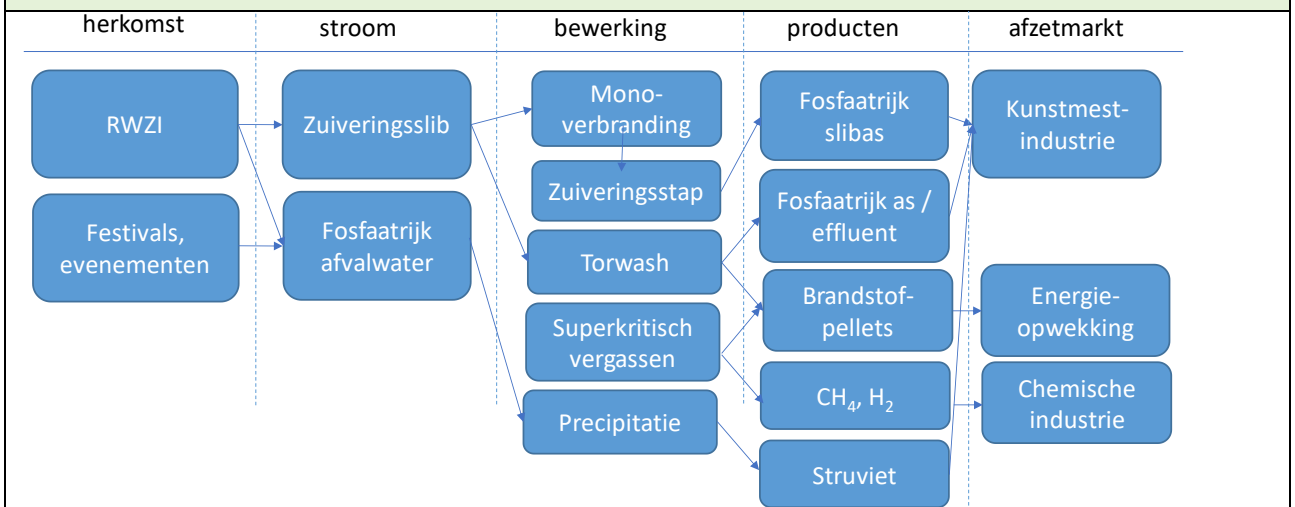 herkomst
stroom
bewerking
producten
afzetmarkt
RWZI
Festivals,
evenementen
Zuiveringsslib
Fosfaatrijk
afvalwater
Mono-
verbranding
Zuiveringsstap
Torwash
Superkritisch
vergassen
Precipitatie
Fosfaatrijk
slibas
Fosfaatrijk as /
effluent
Brandstof-
pellets
CH₄, H₂
Struviet
Kunstmest-
industrie
Energie-
opwekking
Chemische
industrie